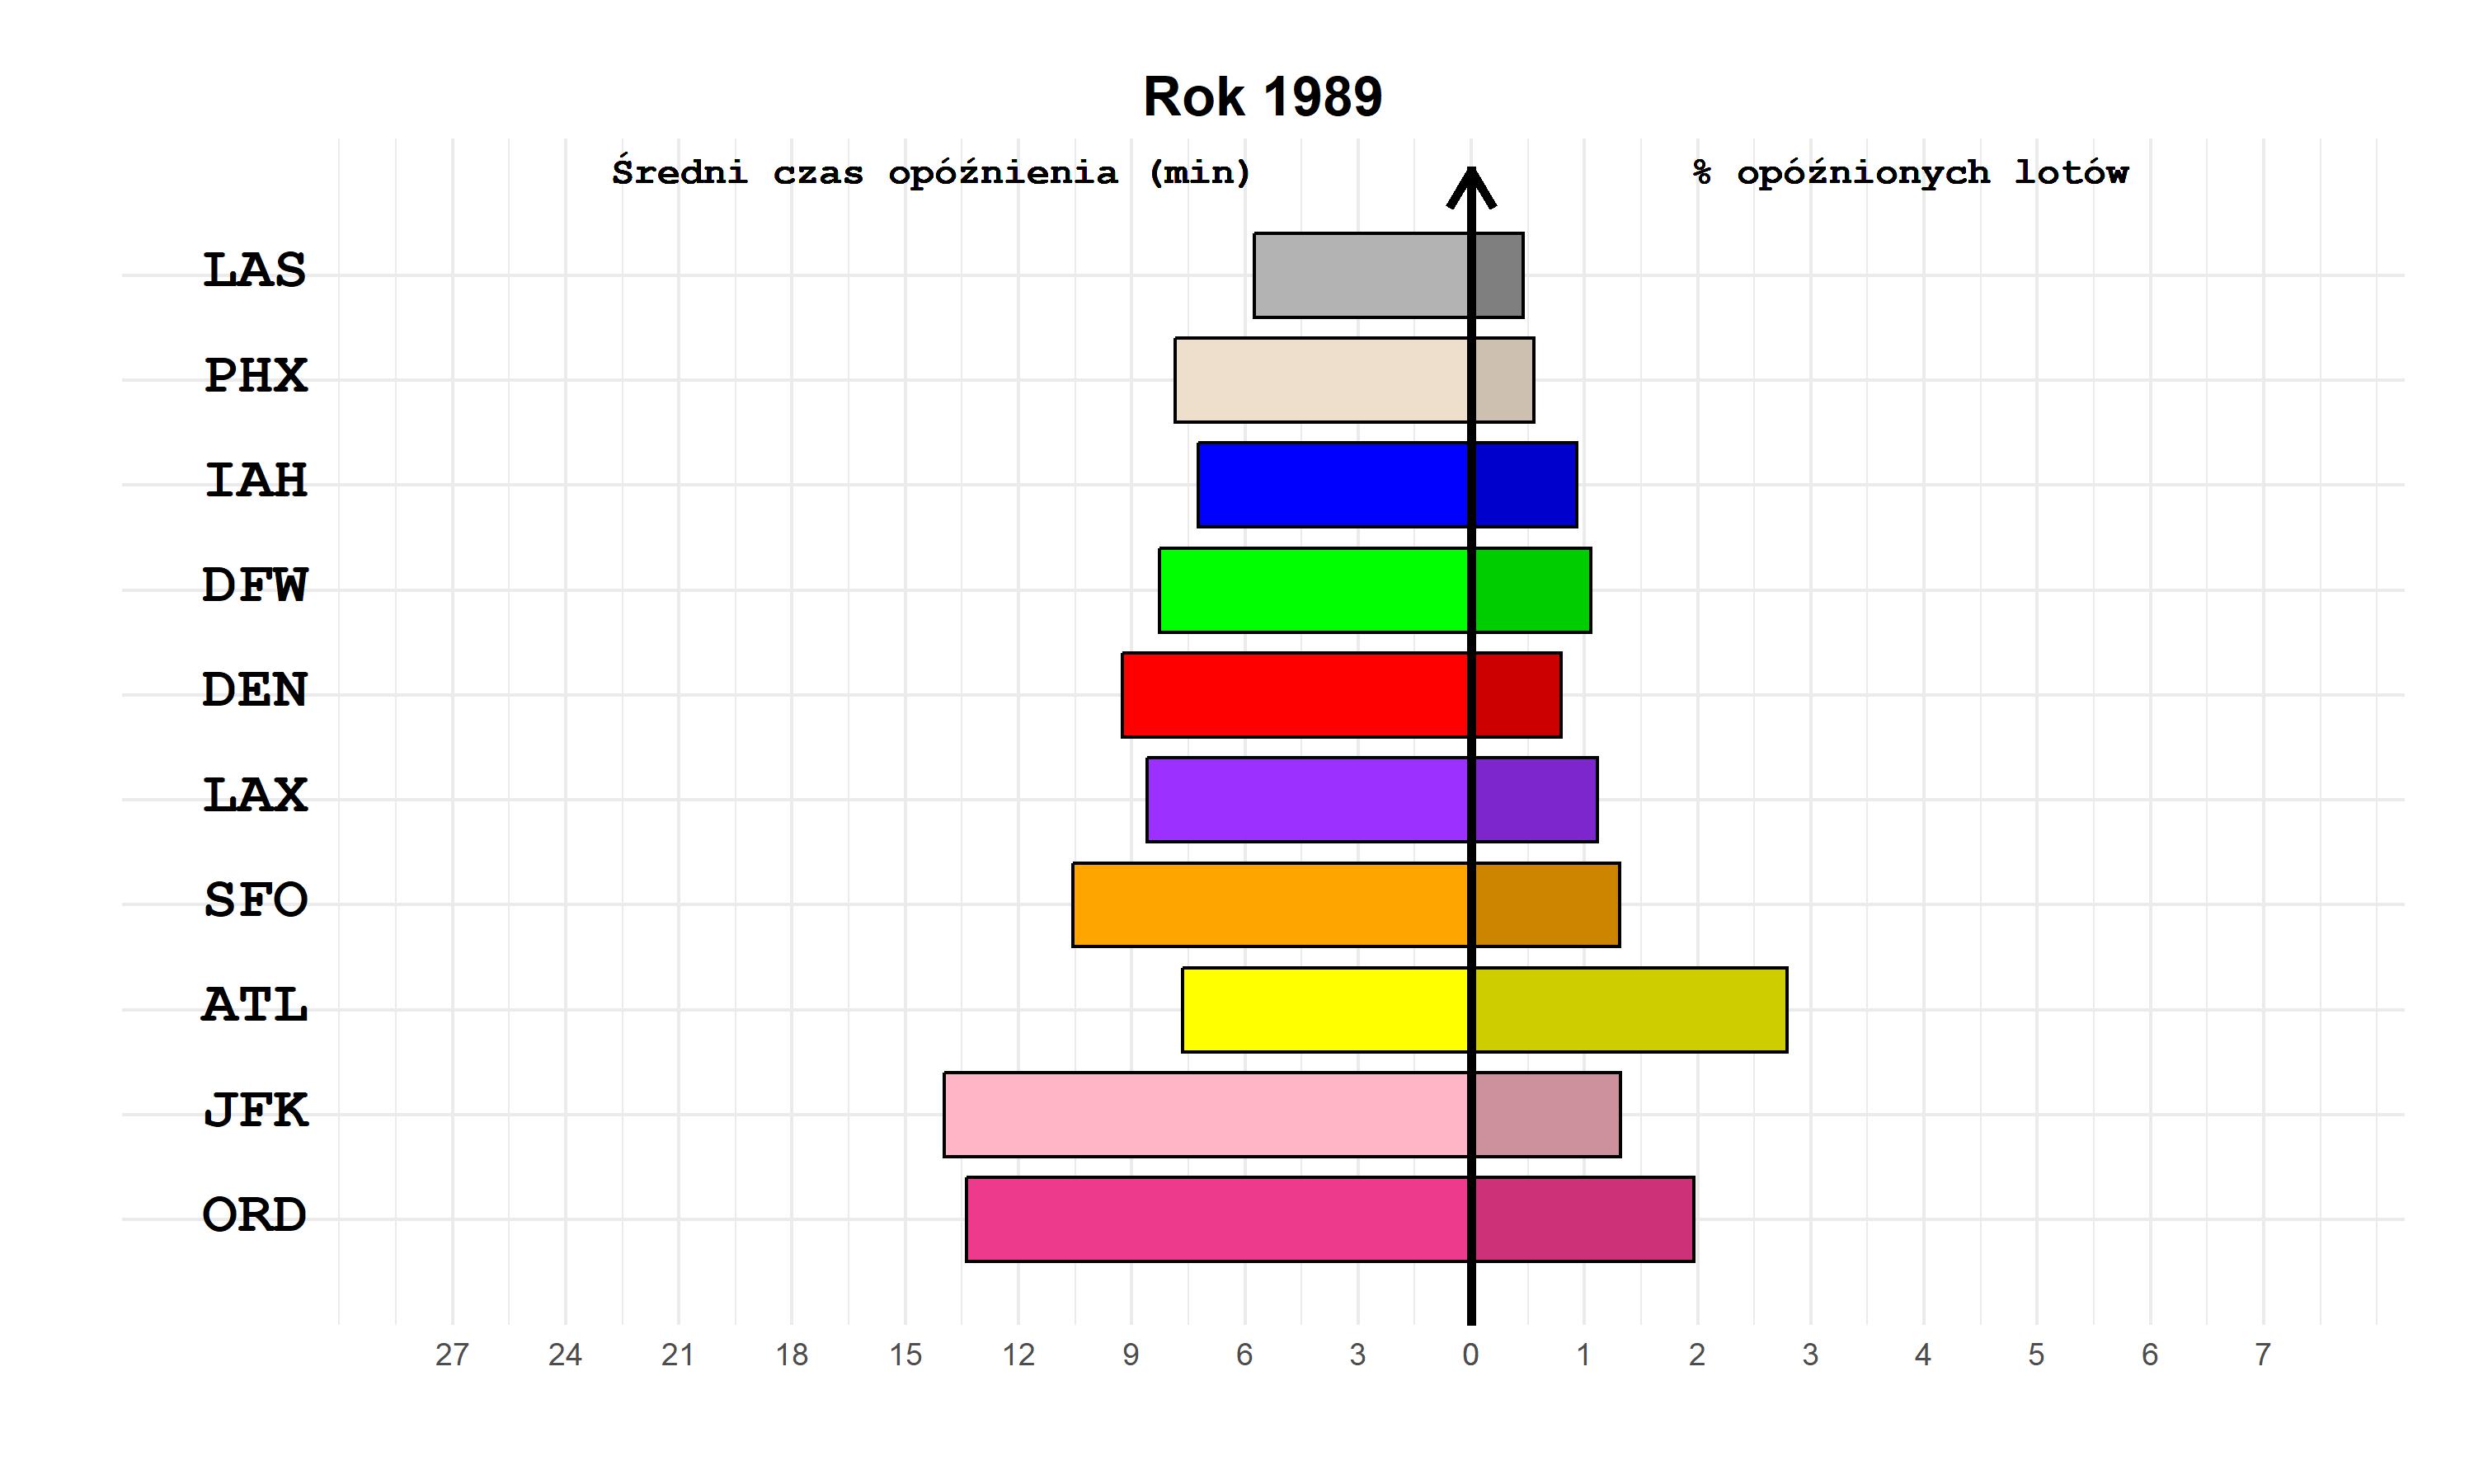 Rok 1989
Średni czas opóźnienia (min) % opóźnionych lotów
LAS
PHX
IAH
DFW
DEN
LAX
SFO
ATL
JFK
ORD
27 24 21 18 15 12 9 6 3 0 1 2 3 4 5 6 7